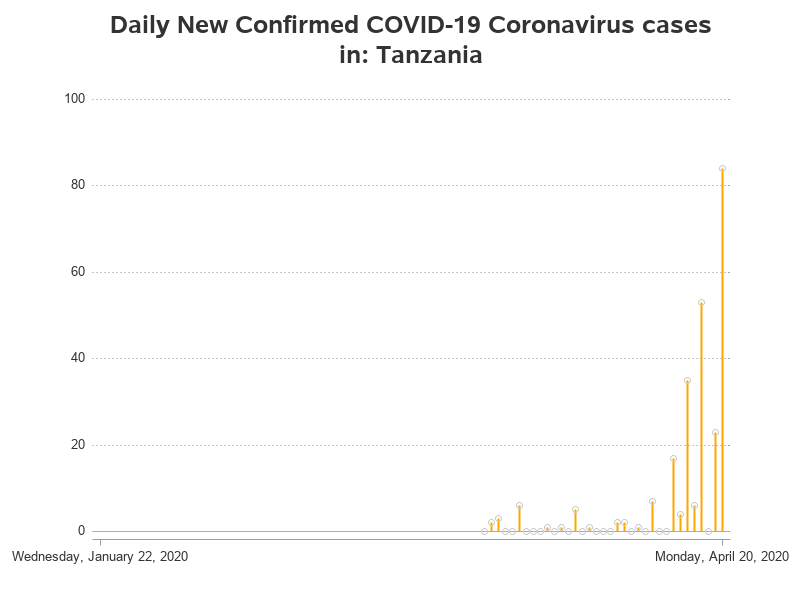 Daily New Confirmed COVID-19 Coronavirus cases
in: Tanzania
100
80
60
40
20
0
Wednesday, January 22, 2020
Monday, April 20, 2020